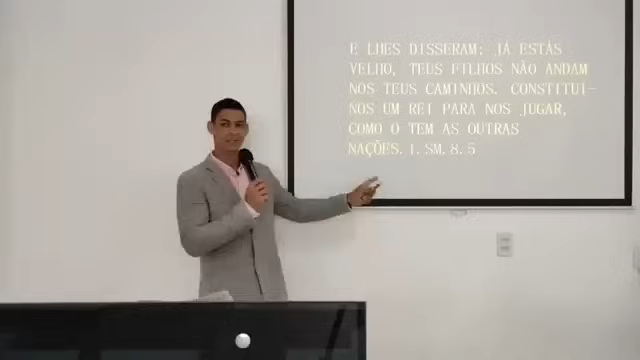 E LHES DISSERAM: JÁ ESTÁS
VELHO, TEUS FILHOS NÃO ANDAM
NOS TEUS CAMINHOS. CONSTITUI-
NOS UM REI PARA NOS JUGAR,
COMO O TEM AS OUTRAS
NAÇÕES. 1. SM. 8. 5